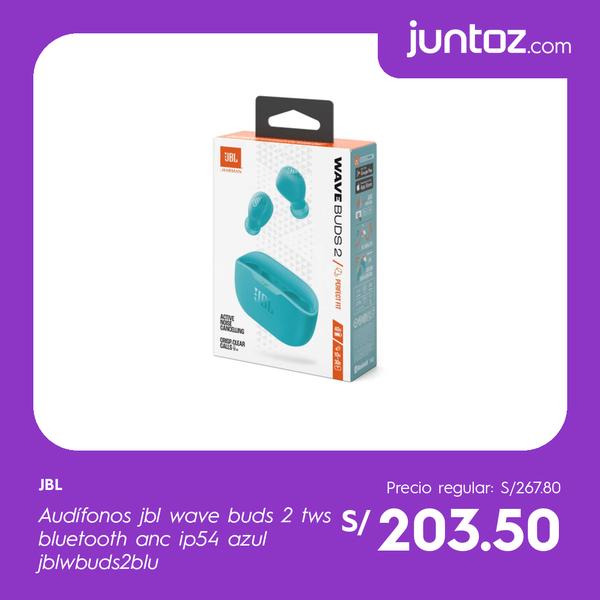 juntoz.com
JBL
HARMAN
WAVE BUDS 2
PERFECT FIT
JBL
ACTIVE
NOISE
CANCELLING
CRISP, CLEAR
CALLS
JBL
Precio regular: S/267.80
Audífonos jbl wave buds 2 tws
bluetooth anc ip54 azul
jblwbuds2blu
S/ 203.50